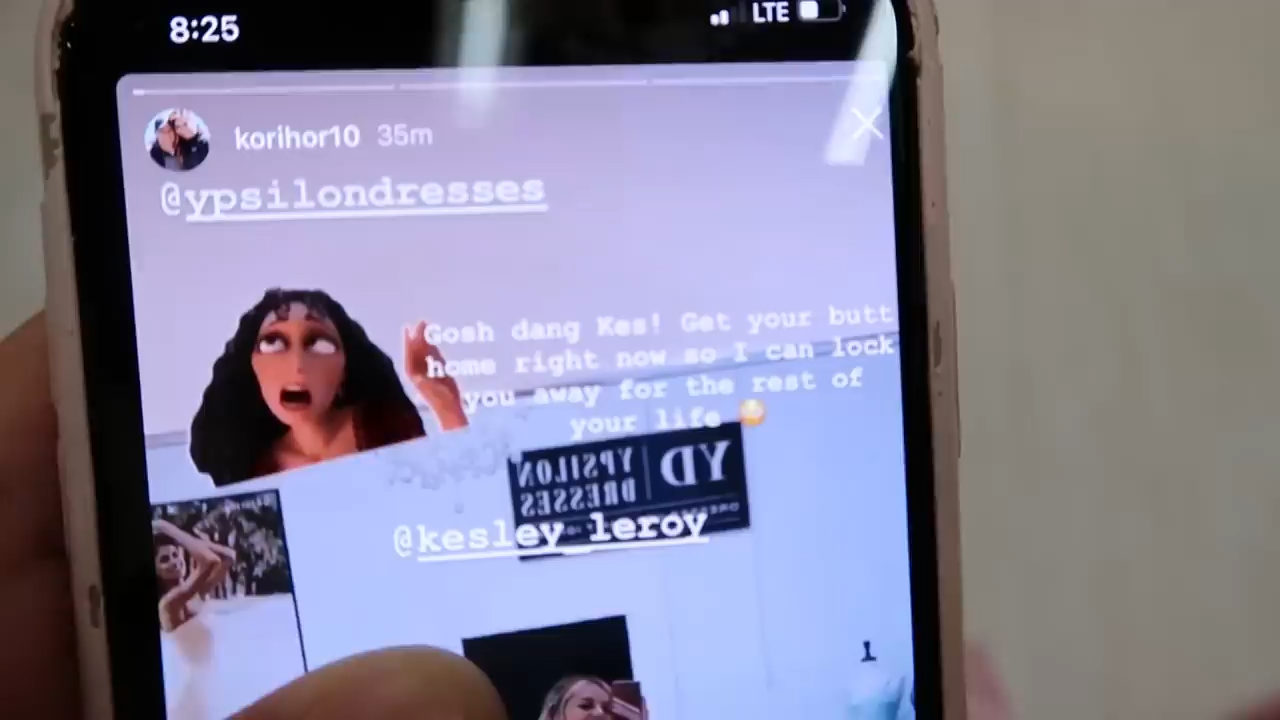 8:25
LTE
korihor10 35m
@ypsilondresses
Gosh dang Kes! Get your butt
home right now so I can lock
you away for the rest of
your life 😳
YPSILON
DRESSES
YD
@kesley_leroy